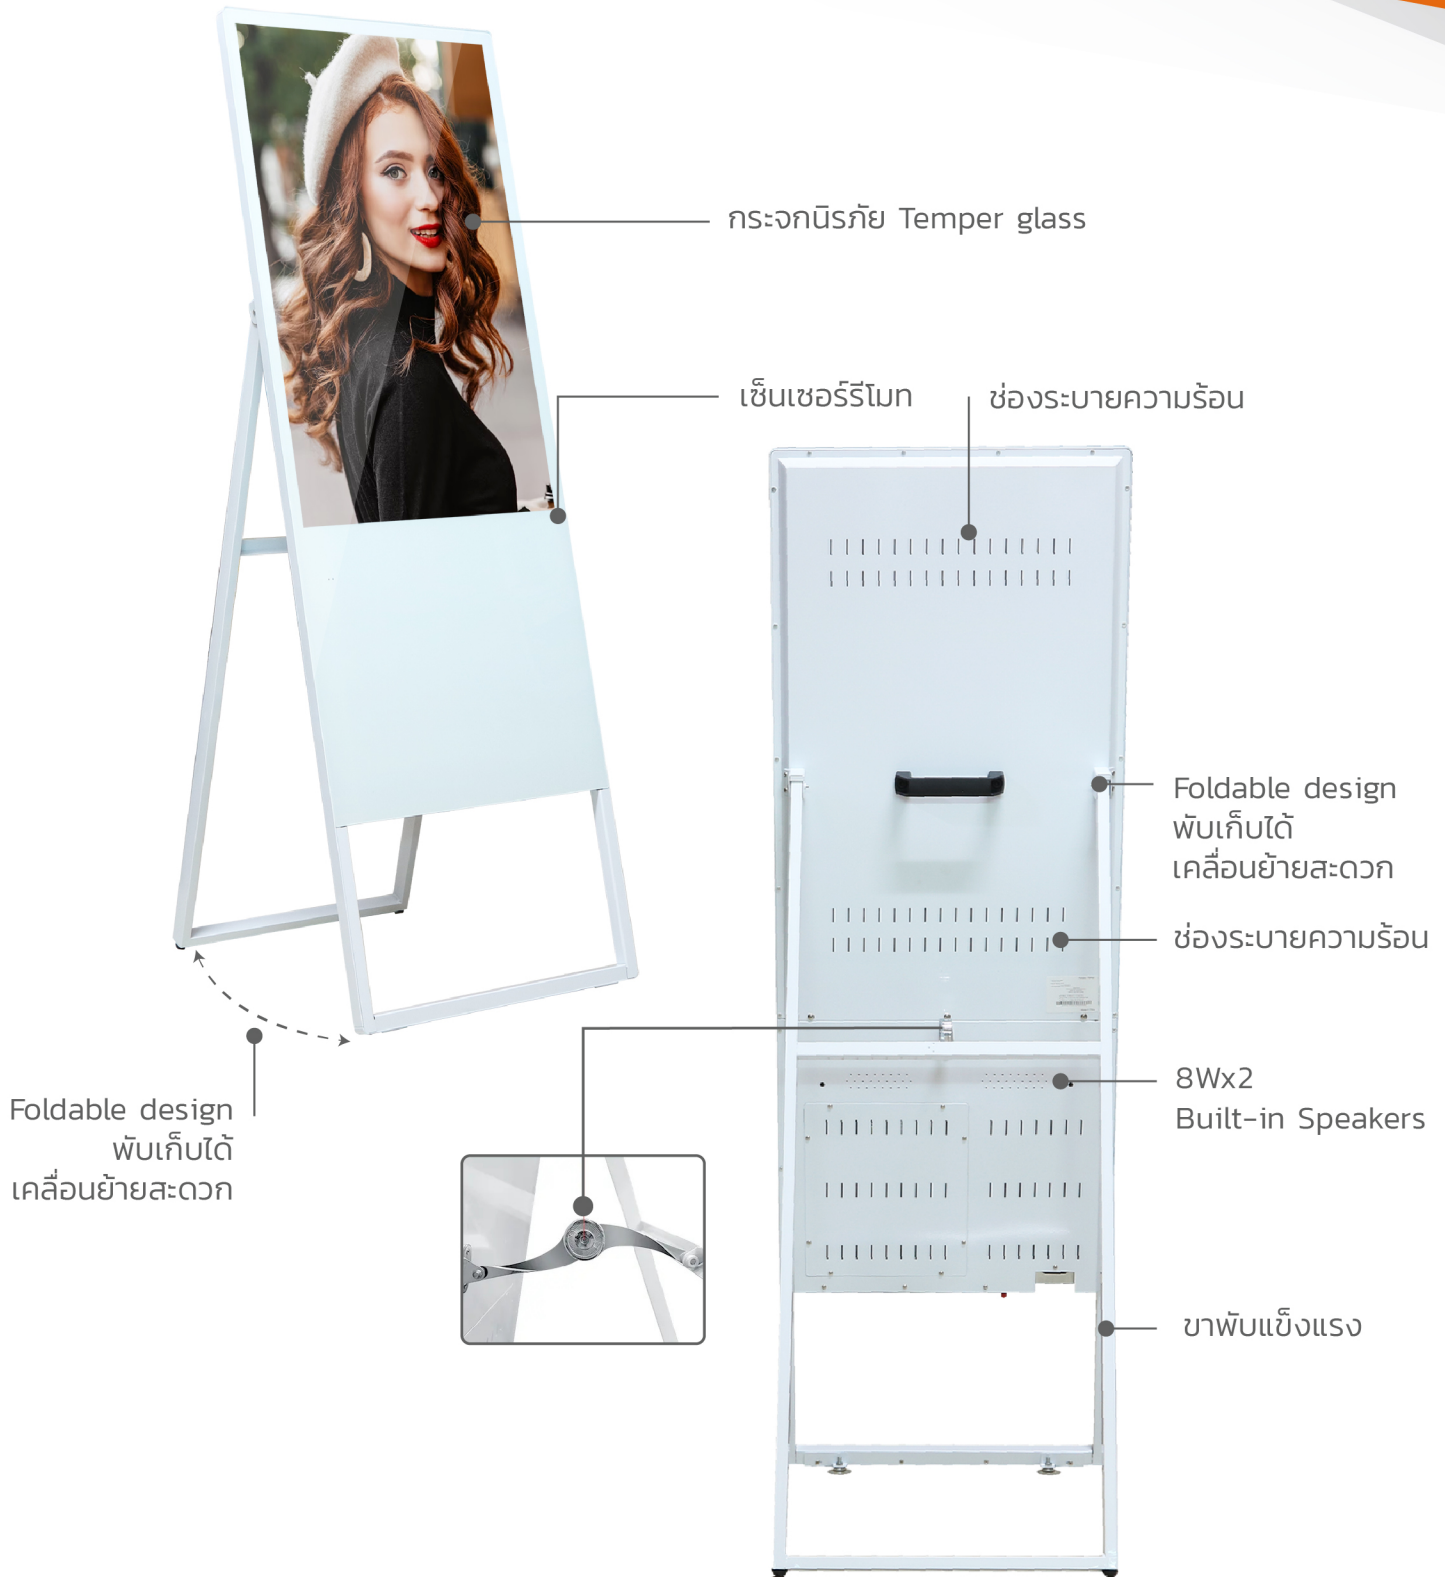 กระจกนิรภัย Temper glass
เซ็นเซอร์รีโมท
ช่องระบายความร้อน
Foldable design
พับเก็บได้
เคลื่อนย้ายสะดวก
ช่องระบายความร้อน
8Wx2
Built-in Speakers
Foldable design
พับเก็บได้
เคลื่อนย้ายสะดวก
ขาพับแข็งแรง